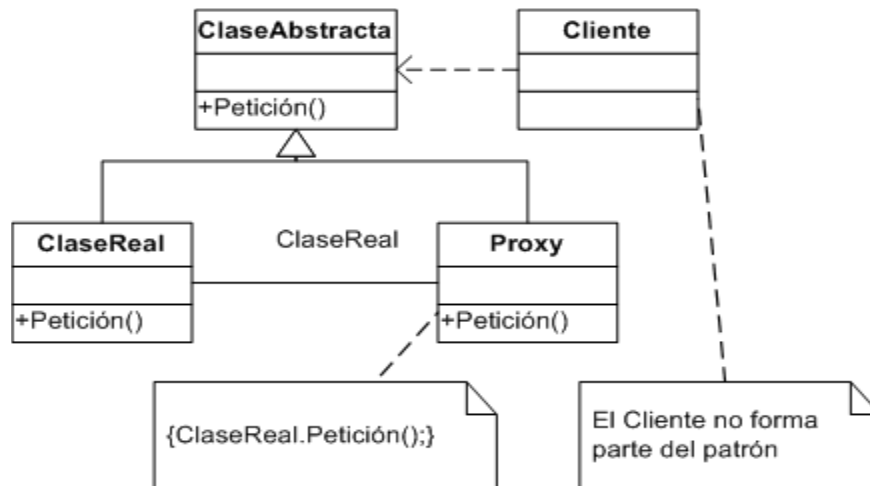 ClaseAbstracta
Cliente
+Petición()
ClaseReal
ClaseReal
Proxy
+Petición()
+Petición()
{ClaseReal.Petición();}
El Cliente no forma
parte del patrón